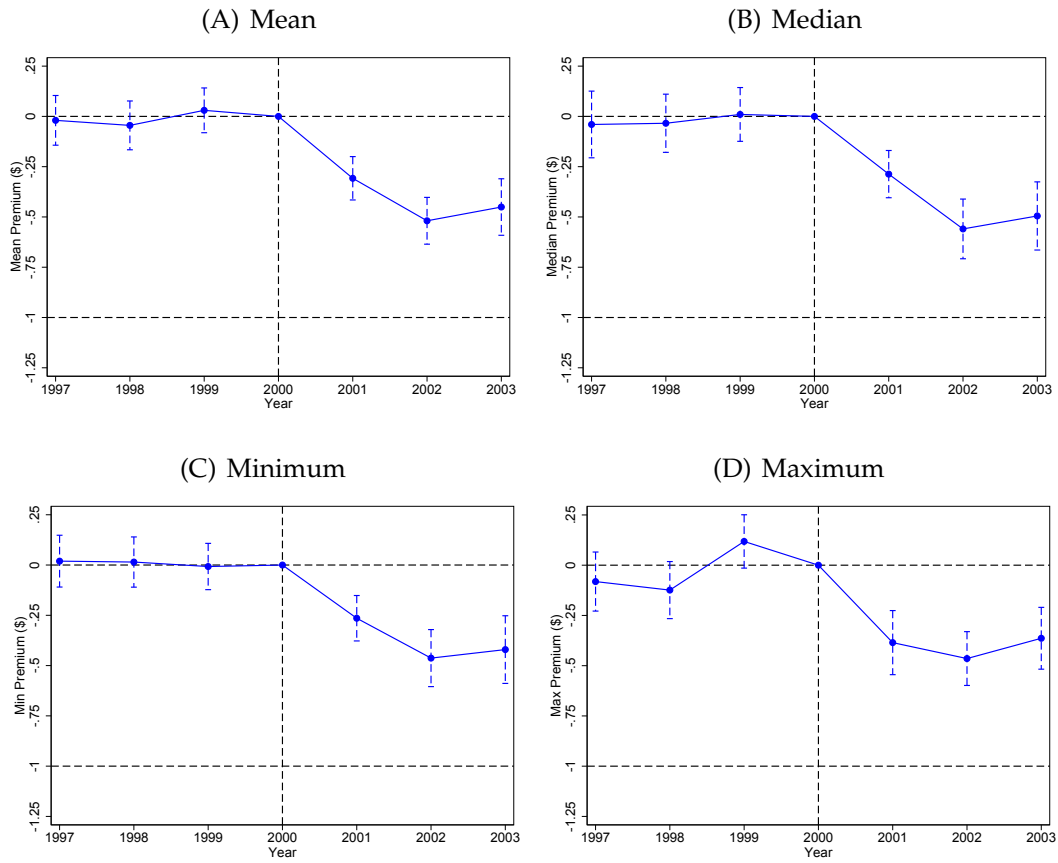 (A) Mean
Mean Premium ($)
.25
0
-.25
-.5
-.75
-1
-1.25
1997 1998 1999 2000 2001 2002 2003
Year
(B) Median
Median Premium ($)
.25
0
-.25
-.5
-.75
-1
-1.25
1997 1998 1999 2000 2001 2002 2003
Year
(C) Minimum
Min Premium ($)
.25
0
-.25
-.5
-.75
-1
-1.25
1997 1998 1999 2000 2001 2002 2003
Year
(D) Maximum
Max Premium ($)
.25
0
-.25
-.5
-.75
-1
-1.25
1997 1998 1999 2000 2001 2002 2003
Year